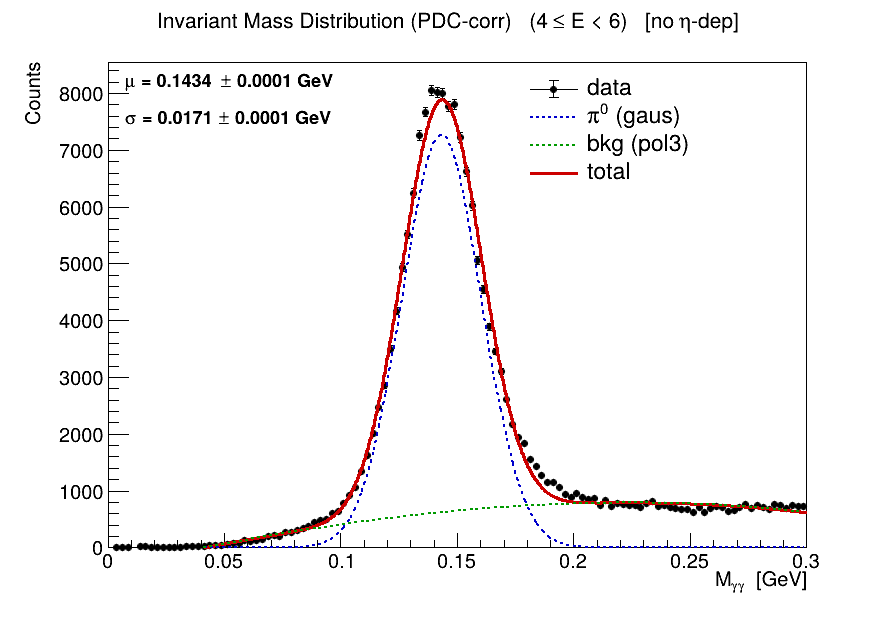 Invariant Mass Distribution (PDC-corr) (4 ≤ E < 6) [no η-dep]
Counts
μ = 0.1434 ± 0.0001 GeV
σ = 0.0171 ± 0.0001 GeV
data
π⁰ (gaus)
bkg (pol3)
total
8000
7000
6000
5000
4000
3000
2000
1000
0
0 0.05 0.1 0.15 0.2 0.25 0.3
M_γγ [GeV]